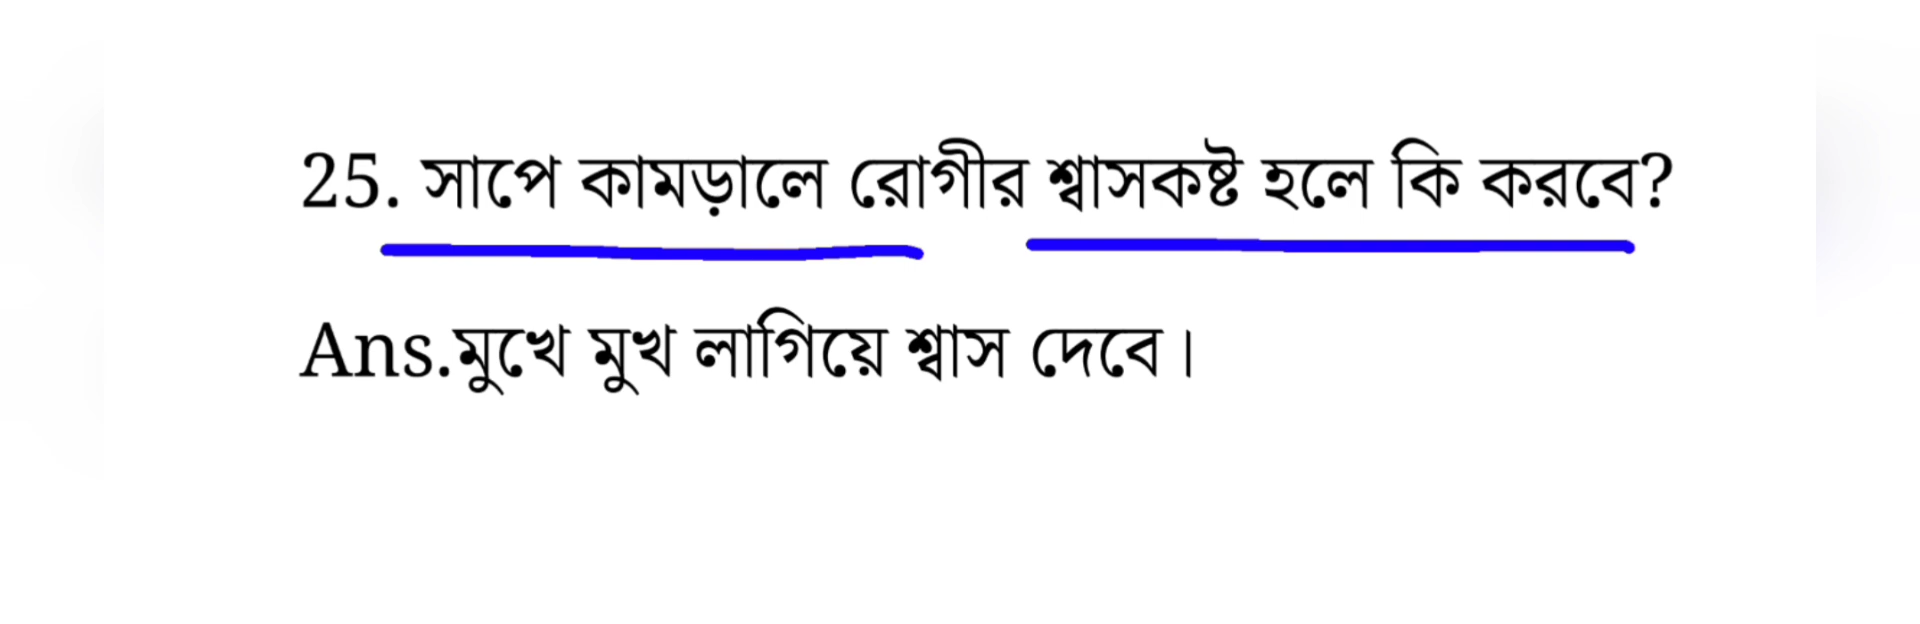 25. সাপে কামড়ালে রোগীর শ্বাসকষ্ট হলে কি করবে?
Ans.মুখে মুখ লাগিয়ে শ্বাস দেবে।